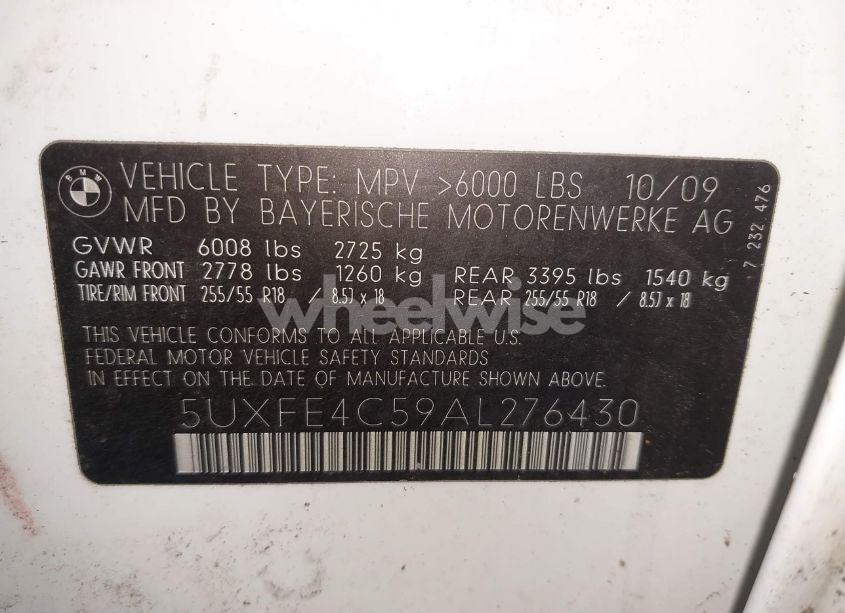 BMW
VEHICLE TYPE: MPV >6000 LBS 10/09
MFD BY BAYERISCHE MOTORENWERKE AG
7 232 476
GVWR 6008 lbs 2725 kg
GAWR FRONT 2778 lbs 1260 kg REAR 3395 lbs 1540 kg
TIRE/RIM FRONT 255/55 R18 / 8.5J x 18 REAR 255/55 R18 / 8.5J x 18
wheelwise
THIS VEHICLE CONFORMS TO ALL APPLICABLE U.S.
FEDERAL MOTOR VEHICLE SAFETY STANDARDS
IN EFFECT ON THE DATE OF MANUFACTURE SHOWN ABOVE.
5UXFE4C59AL276430